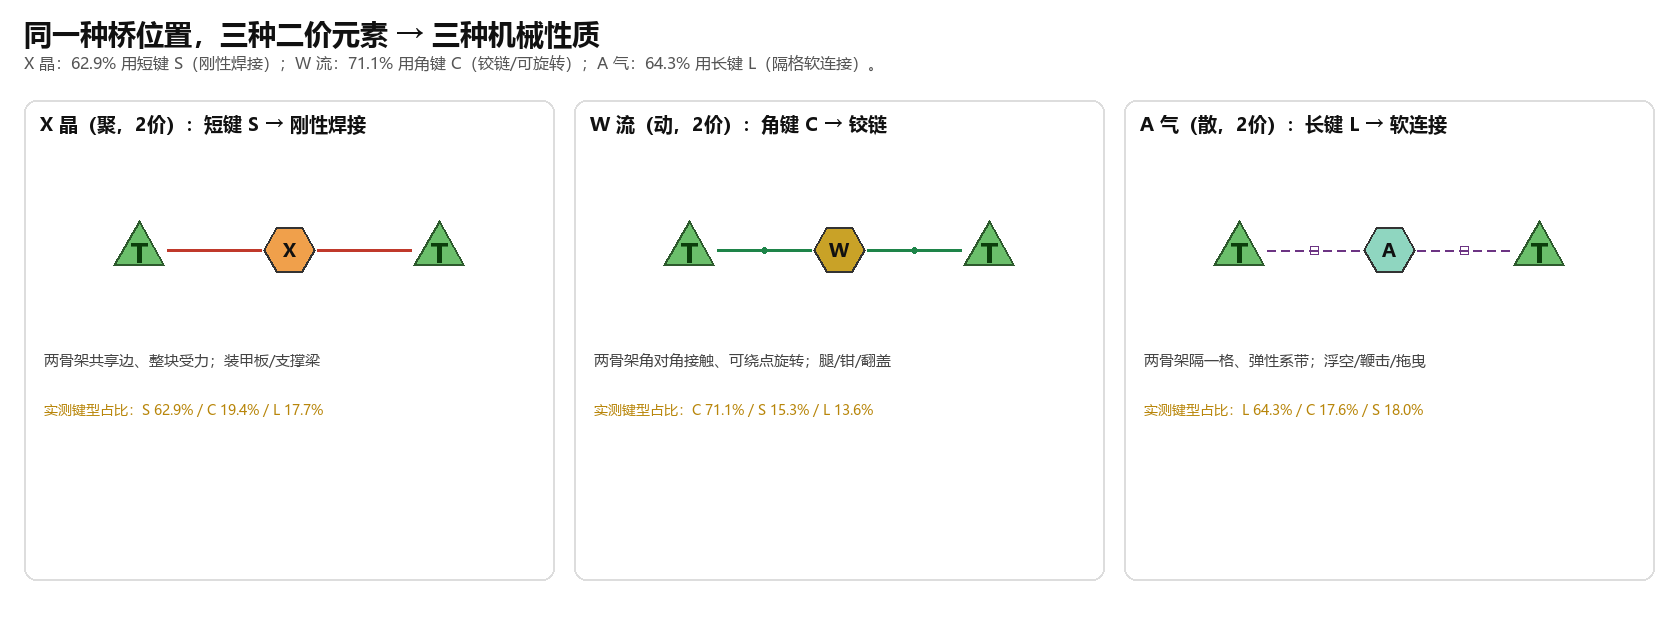 同一种桥位置，三种二价元素 → 三种机械性质
X 晶：62.9% 用短键 S（刚性焊接）；W 流：71.1% 用角键 C（铰链/可旋转）；A 气：64.3% 用长键 L（隔格软连接）。
X 晶（聚，2价）：短键 S → 刚性焊接
T X T
两骨架共享边、整块受力；装甲板/支撑梁
实测键型占比：S 62.9% / C 19.4% / L 17.7%
W 流（动，2价）：角键 C → 铰链
T W T
两骨架角对角接触、可绕点旋转；腿/钳/翻盖
实测键型占比：C 71.1% / S 15.3% / L 13.6%
A 气（散，2价）：长键 L → 软连接
T A T
两骨架隔一格、弹性系带；浮空/鞭击/拖曳
实测键型占比：L 64.3% / C 17.6% / S 18.0%